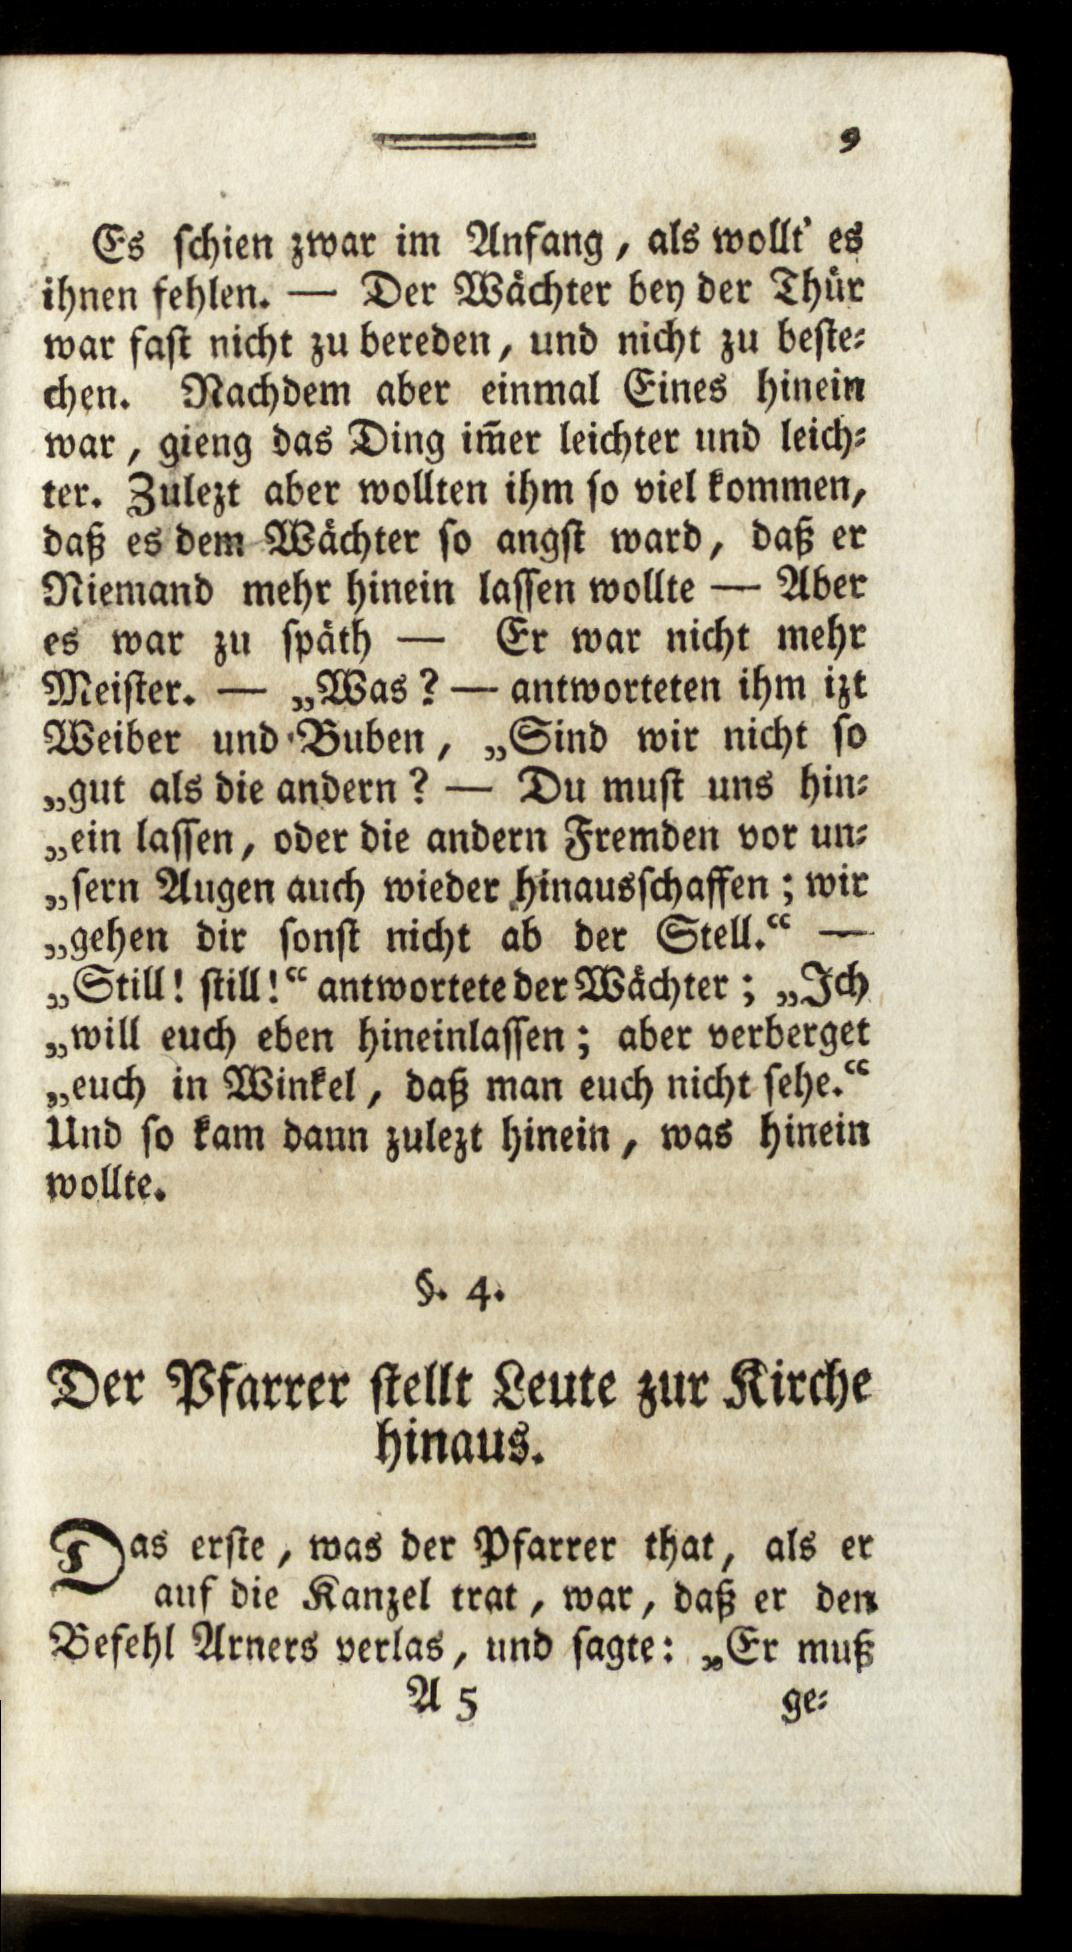 9
Es schien zwar im Anfang, als wollt' es
ihnen fehlen. — Der Wächter bey der Thür
war fast nicht zu bereden, und nicht zu beste-
chen. Nachdem aber einmal Eines hinein
war, gieng das Ding im̄er leichter und leich-
ter. Zulezt aber wollten ihm so viel kommen,
daß es dem Wächter so angst ward, daß er
Niemand mehr hinein lassen wollte — Aber
es war zu späth — Er war nicht mehr
Meister. — „Was? — antworteten ihm izt
Weiber und Buben, „Sind wir nicht so
„gut als die andern? — Du must uns hin-
„ein lassen, oder die andern Fremden vor un-
„sern Augen auch wieder hinausschaffen; wir
„gehen dir sonst nicht ab der Stell.“ —
„Still! still!“ antwortete der Wächter; „Ich
„will euch eben hineinlassen; aber verberget
„euch in Winkel, daß man euch nicht sehe.“
Und so kam dann zulezt hinein, was hinein
wollte.
§. 4.
Der Pfarrer stellt Leute zur Kirche
hinaus.
Das erste, was der Pfarrer that, als er
auf die Kanzel trat, war, daß er den
Befehl Arners verlas, und sagte: „Er muß
A 5 ge-